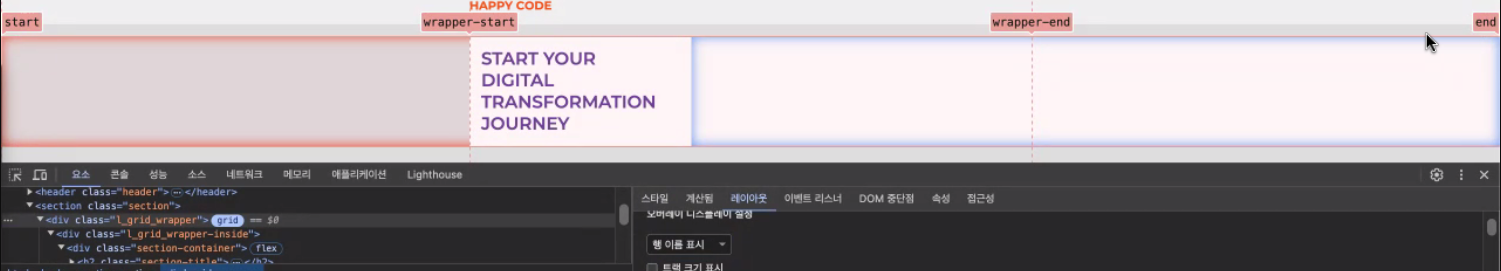 HAPPY CODE
start wrapper-start wrapper-end end
START YOUR
DIGITAL
TRANSFORMATION
JOURNEY
요소 콘솔 성능 소스 네트워크 메모리 애플리케이션 Lighthouse
▶<header class="header">⋯</header>
▼<section class="section">
⋯ ▼<div class="l_grid_wrapper"> grid == $0
▼<div class="l_grid_wrapper-inside">
▼<div class="section-container"> flex
▶<h2 class="section-title">⋯</h2>
스타일 계산됨 레이아웃 이벤트 리스너 DOM 중단점 속성 접근성
오버레이 디스플레이 설정
행 이름 표시
트랙 크기 표시